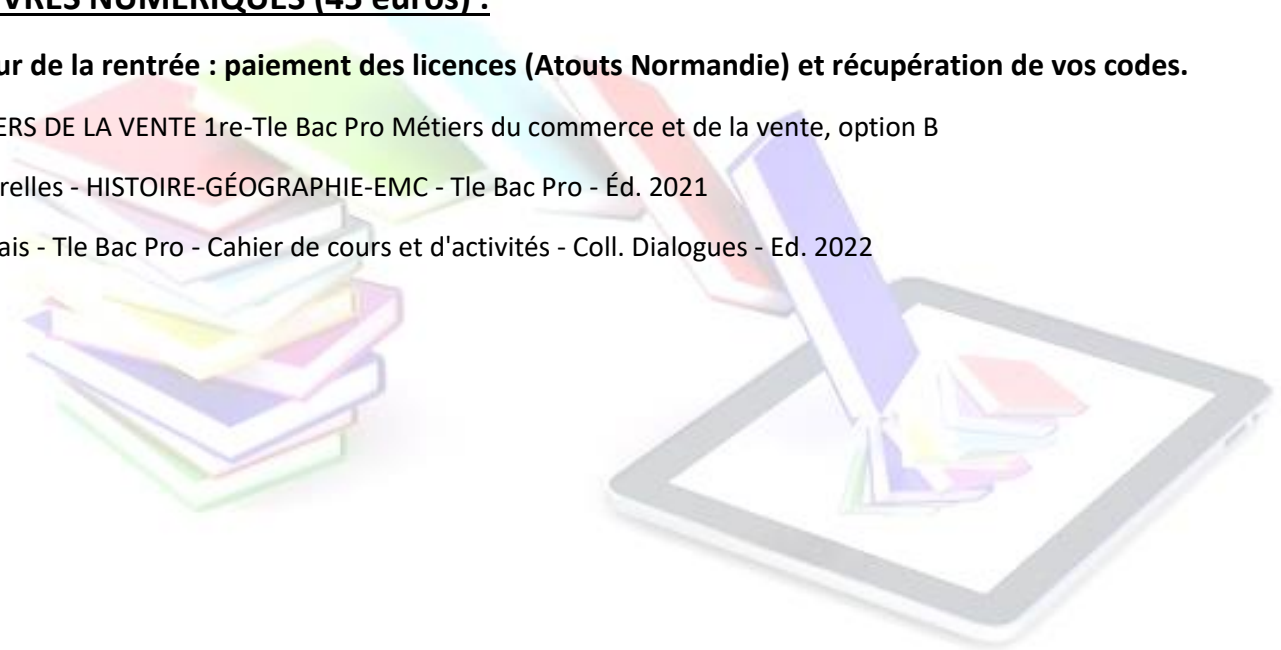 VRES NUMÉRIQUES (45 euros) :
ur de la rentrée : paiement des licences (Atouts Normandie) et récupération de vos codes.
ERS DE LA VENTE 1re-Tle Bac Pro Métiers du commerce et de la vente, option B
relles - HISTOIRE-GÉOGRAPHIE-EMC - Tle Bac Pro - Éd. 2021
ais - Tle Bac Pro - Cahier de cours et d'activités - Coll. Dialogues - Ed. 2022